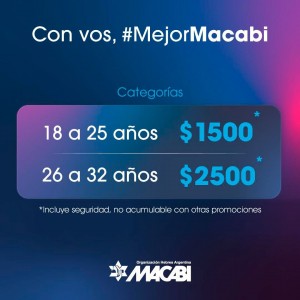 Con vos, #MejorMacabi
Categorías
18 a 25 años $1500*
26 a 32 años $2500*
*Incluye seguridad, no acumulable con otras promociones
Organización Hebrea Argentina
MACABI